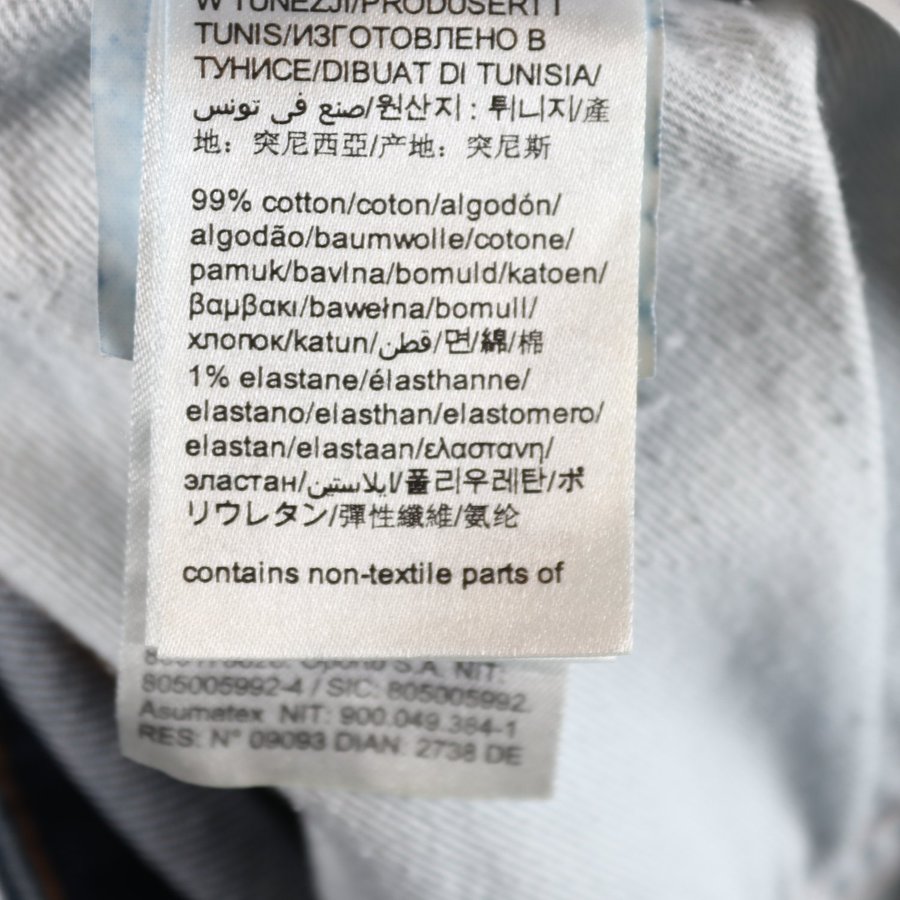 W TUNEZJI/PRODUSERT I
TUNIS/ИЗГОТОВЛЕНО В
ТУНИСЕ/DIBUAT DI TUNISIA/
صنع في تونس/원산지 : 튀니지/產
地：突尼西亞/产地：突尼斯
99% cotton/coton/algodón/
algodão/baumwolle/cotone/
pamuk/bavlna/bomuld/katoen/
βαμβακι/bawełna/bomull/
хлопок/katun/قطن/면/綿/棉
1% elastane/élasthanne/
elastano/elasthan/elastomero/
elastan/elastaan/ελαστανη/
эластан/ايلاستين/폴리우레탄/ポ
リウレタン/彈性纖維/氨纶
contains non-textile parts of
S.A. NIT:
805005992-4 / SIC: 805005992
Asumatex NIT: 900.049.384-1
RES: N° 09093 DIAN: 2738 DE